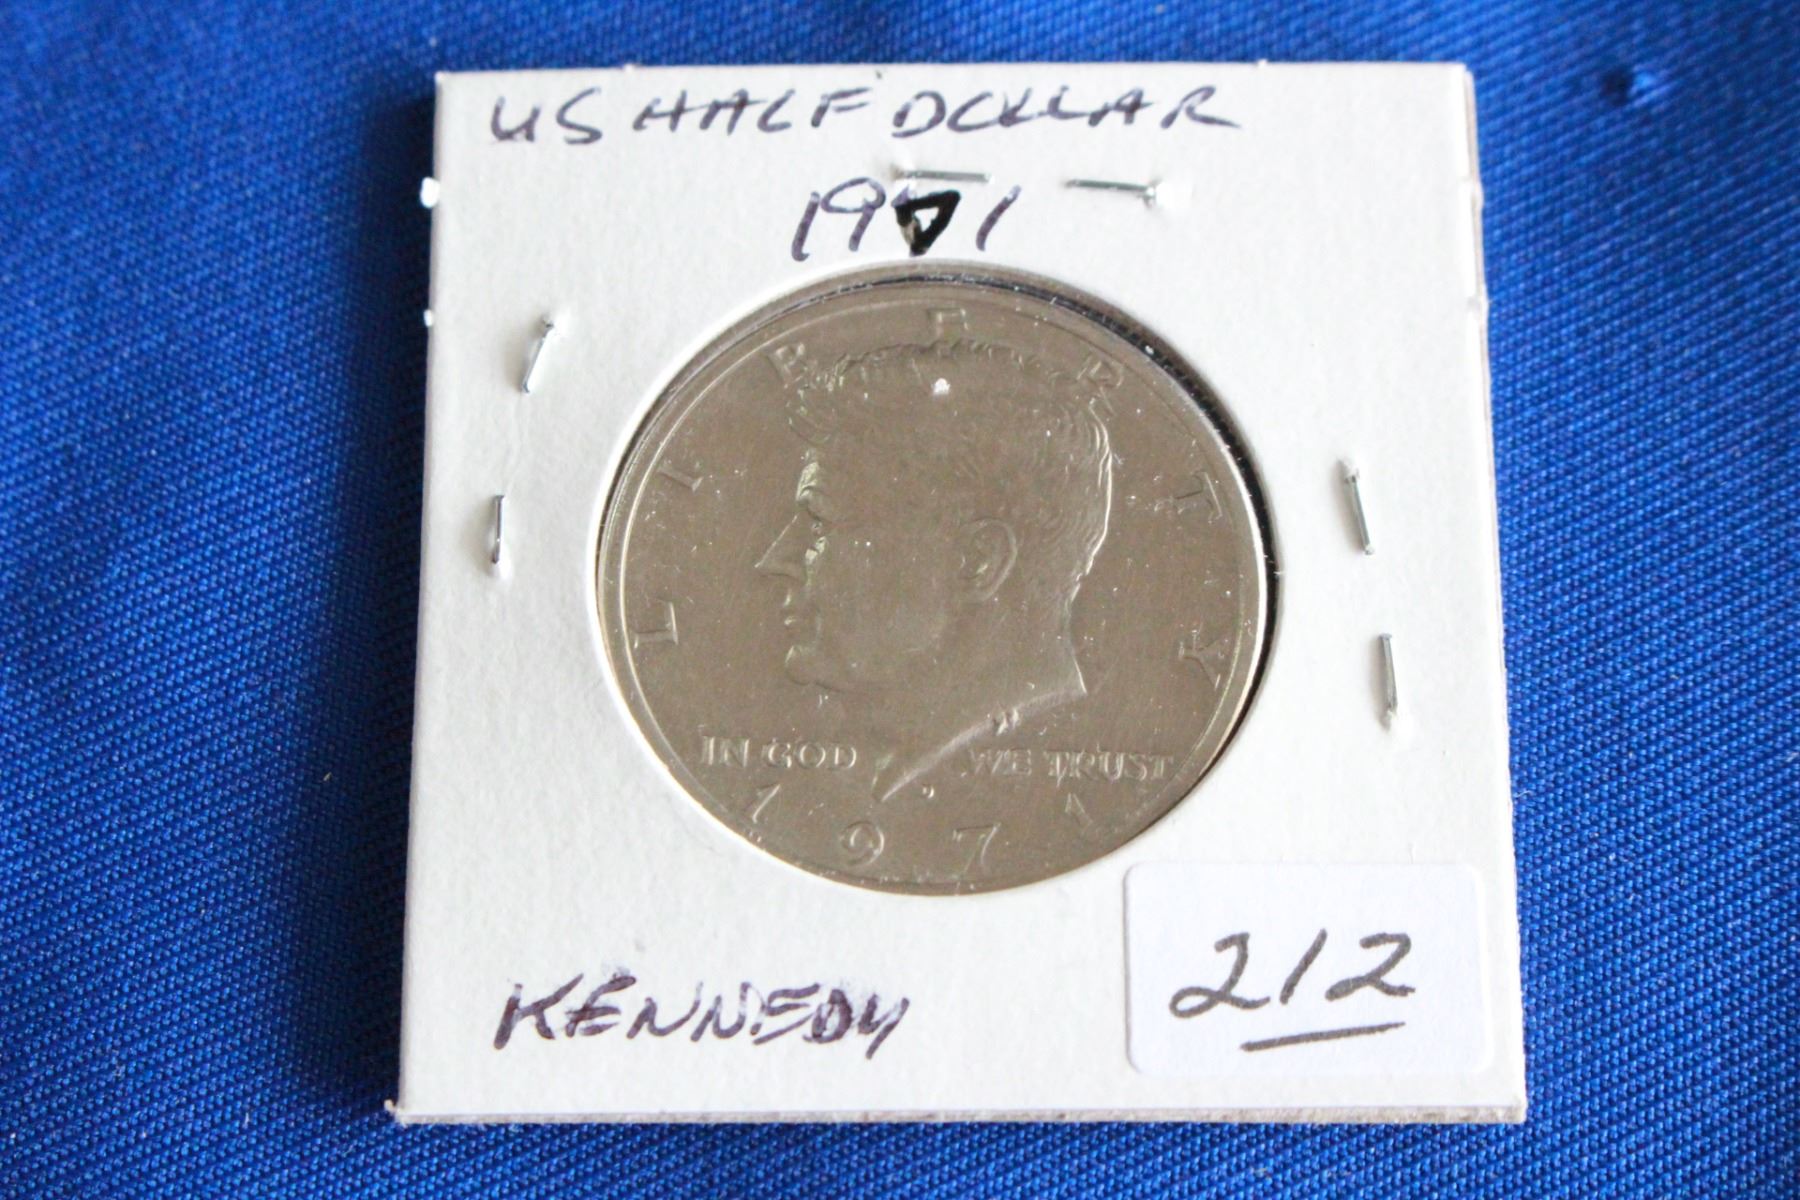 US HALF DOLLAR
1971
LIBERTY
IN GOD WE TRUST
1971
KENNEDY
212